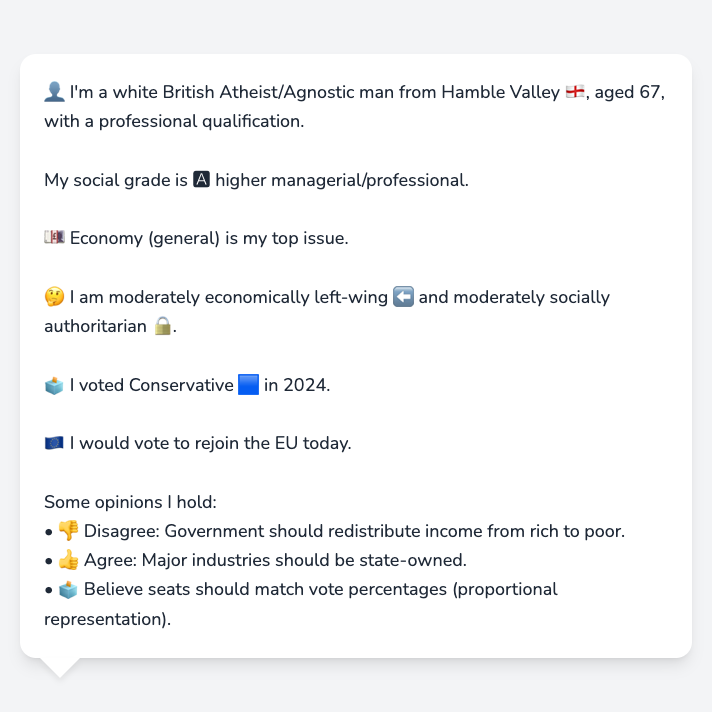 👤 I'm a white British Atheist/Agnostic man from Hamble Valley 🏴󠁧󠁢󠁥󠁮󠁧󠁿, aged 67,
with a professional qualification.
My social grade is 🅰 higher managerial/professional.
💷 Economy (general) is my top issue.
🤔 I am moderately economically left-wing ⬅️ and moderately socially
authoritarian 🔒.
🗳️ I voted Conservative 🟦 in 2024.
🇪🇺 I would vote to rejoin the EU today.
Some opinions I hold:
• 👎 Disagree: Government should redistribute income from rich to poor.
• 👍 Agree: Major industries should be state-owned.
• 🗳️ Believe seats should match vote percentages (proportional
representation).